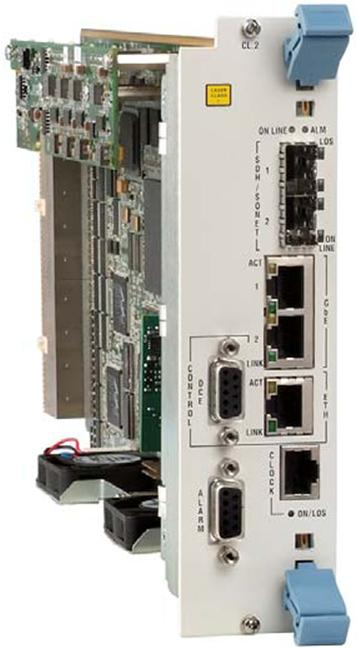 CL.2
LASER
CLASS
1
ON LINE
ALM
LOS
SDH/SONET
1
2
ON
LINE
ACT
1
GbE
2
LINK
CONTROL
DCE
ACT
ETH
LINK
CLOCK
ALARM
ON/LOS